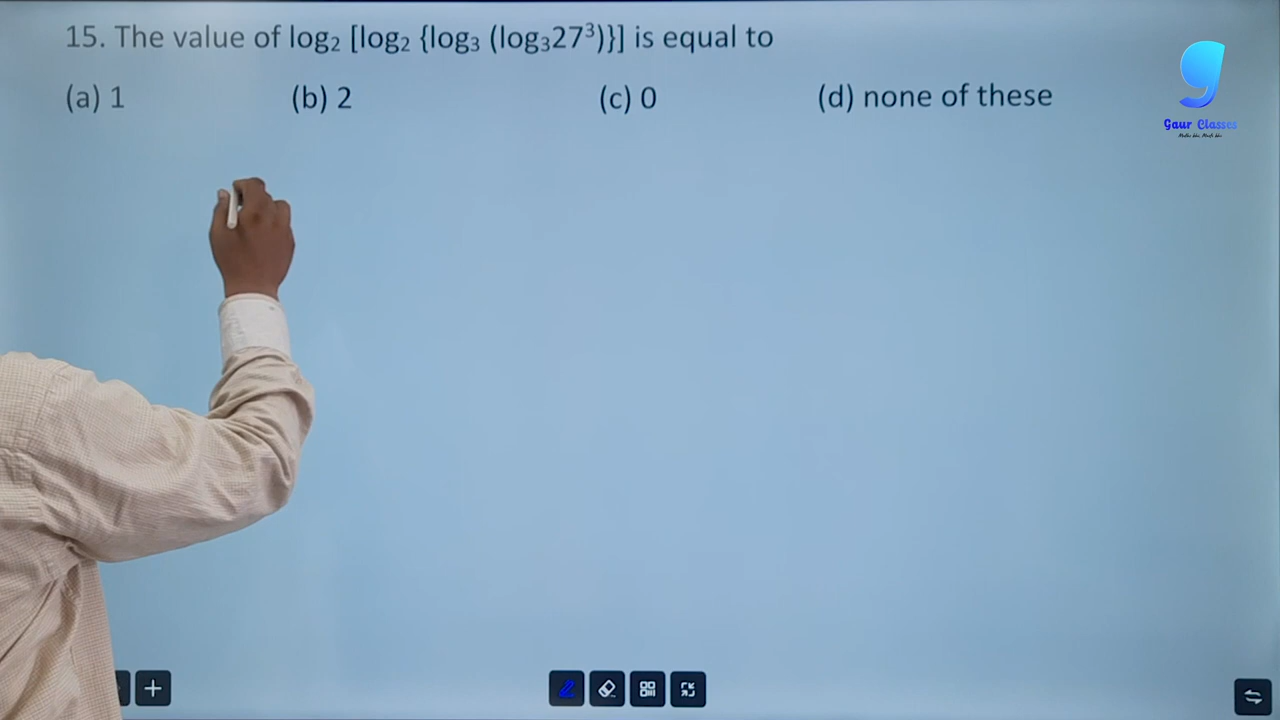 15. The value of log₂ [log₂ {log₃ (log₃27³)}] is equal to
(a) 1 (b) 2 (c) 0 (d) none of these
Gaur Classes